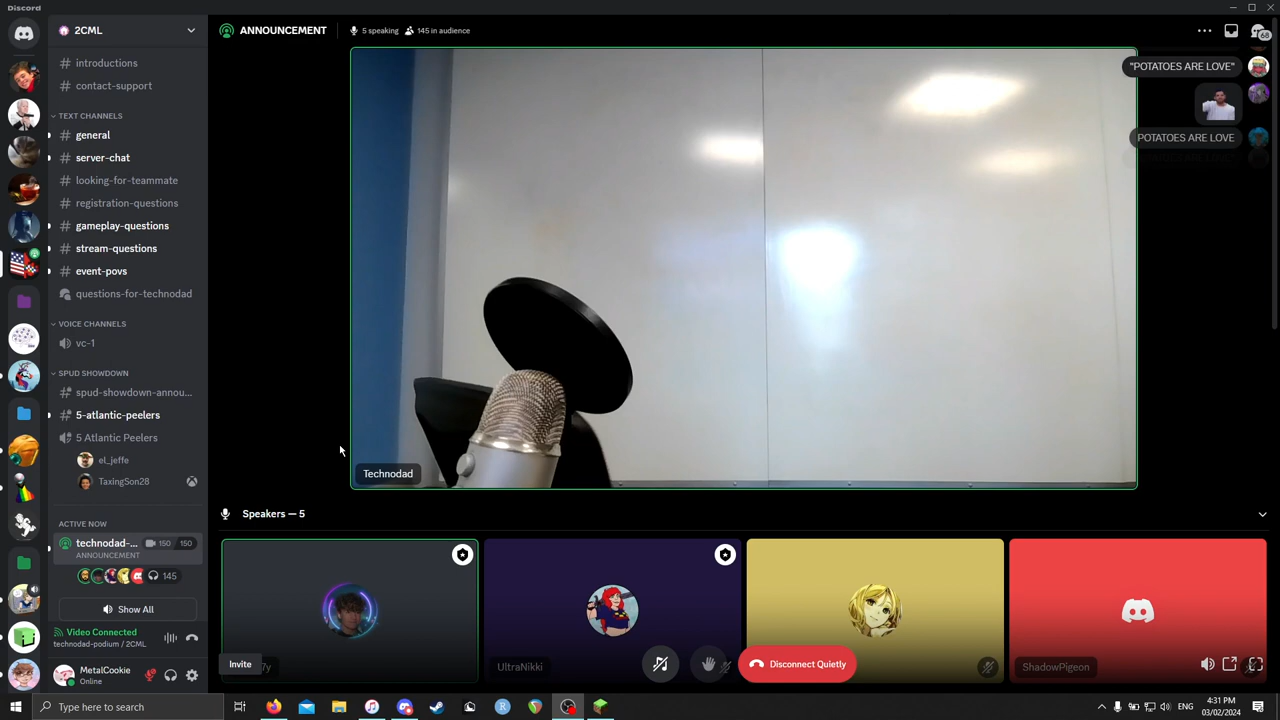 Discord
2CML
ANNOUNCEMENT
5 speaking
145 in audience
68
introductions
contact-support
TEXT CHANNELS
general
server-chat
looking-for-teammate
registration-questions
gameplay-questions
stream-questions
event-povs
questions-for-technodad
VOICE CHANNELS
vc-1
SPUD SHOWDOWN
spud-showdown-annou...
5-atlantic-peelers
5 Atlantic Peelers
el_jeffe
TaxingSon28
ACTIVE NOW
technodad-...
150
150
ANNOUNCEMENT
145
Show All
Video Connected
technodad-podium / 2CML
MetalCookie
Online
"POTATOES ARE LOVE"
POTATOES ARE LOVE
Technodad
Speakers — 5
Invite
7y
UltraNikki
Disconnect Quietly
ShadowPigeon
Type here to search
ENG
4:31 PM
03/02/2024